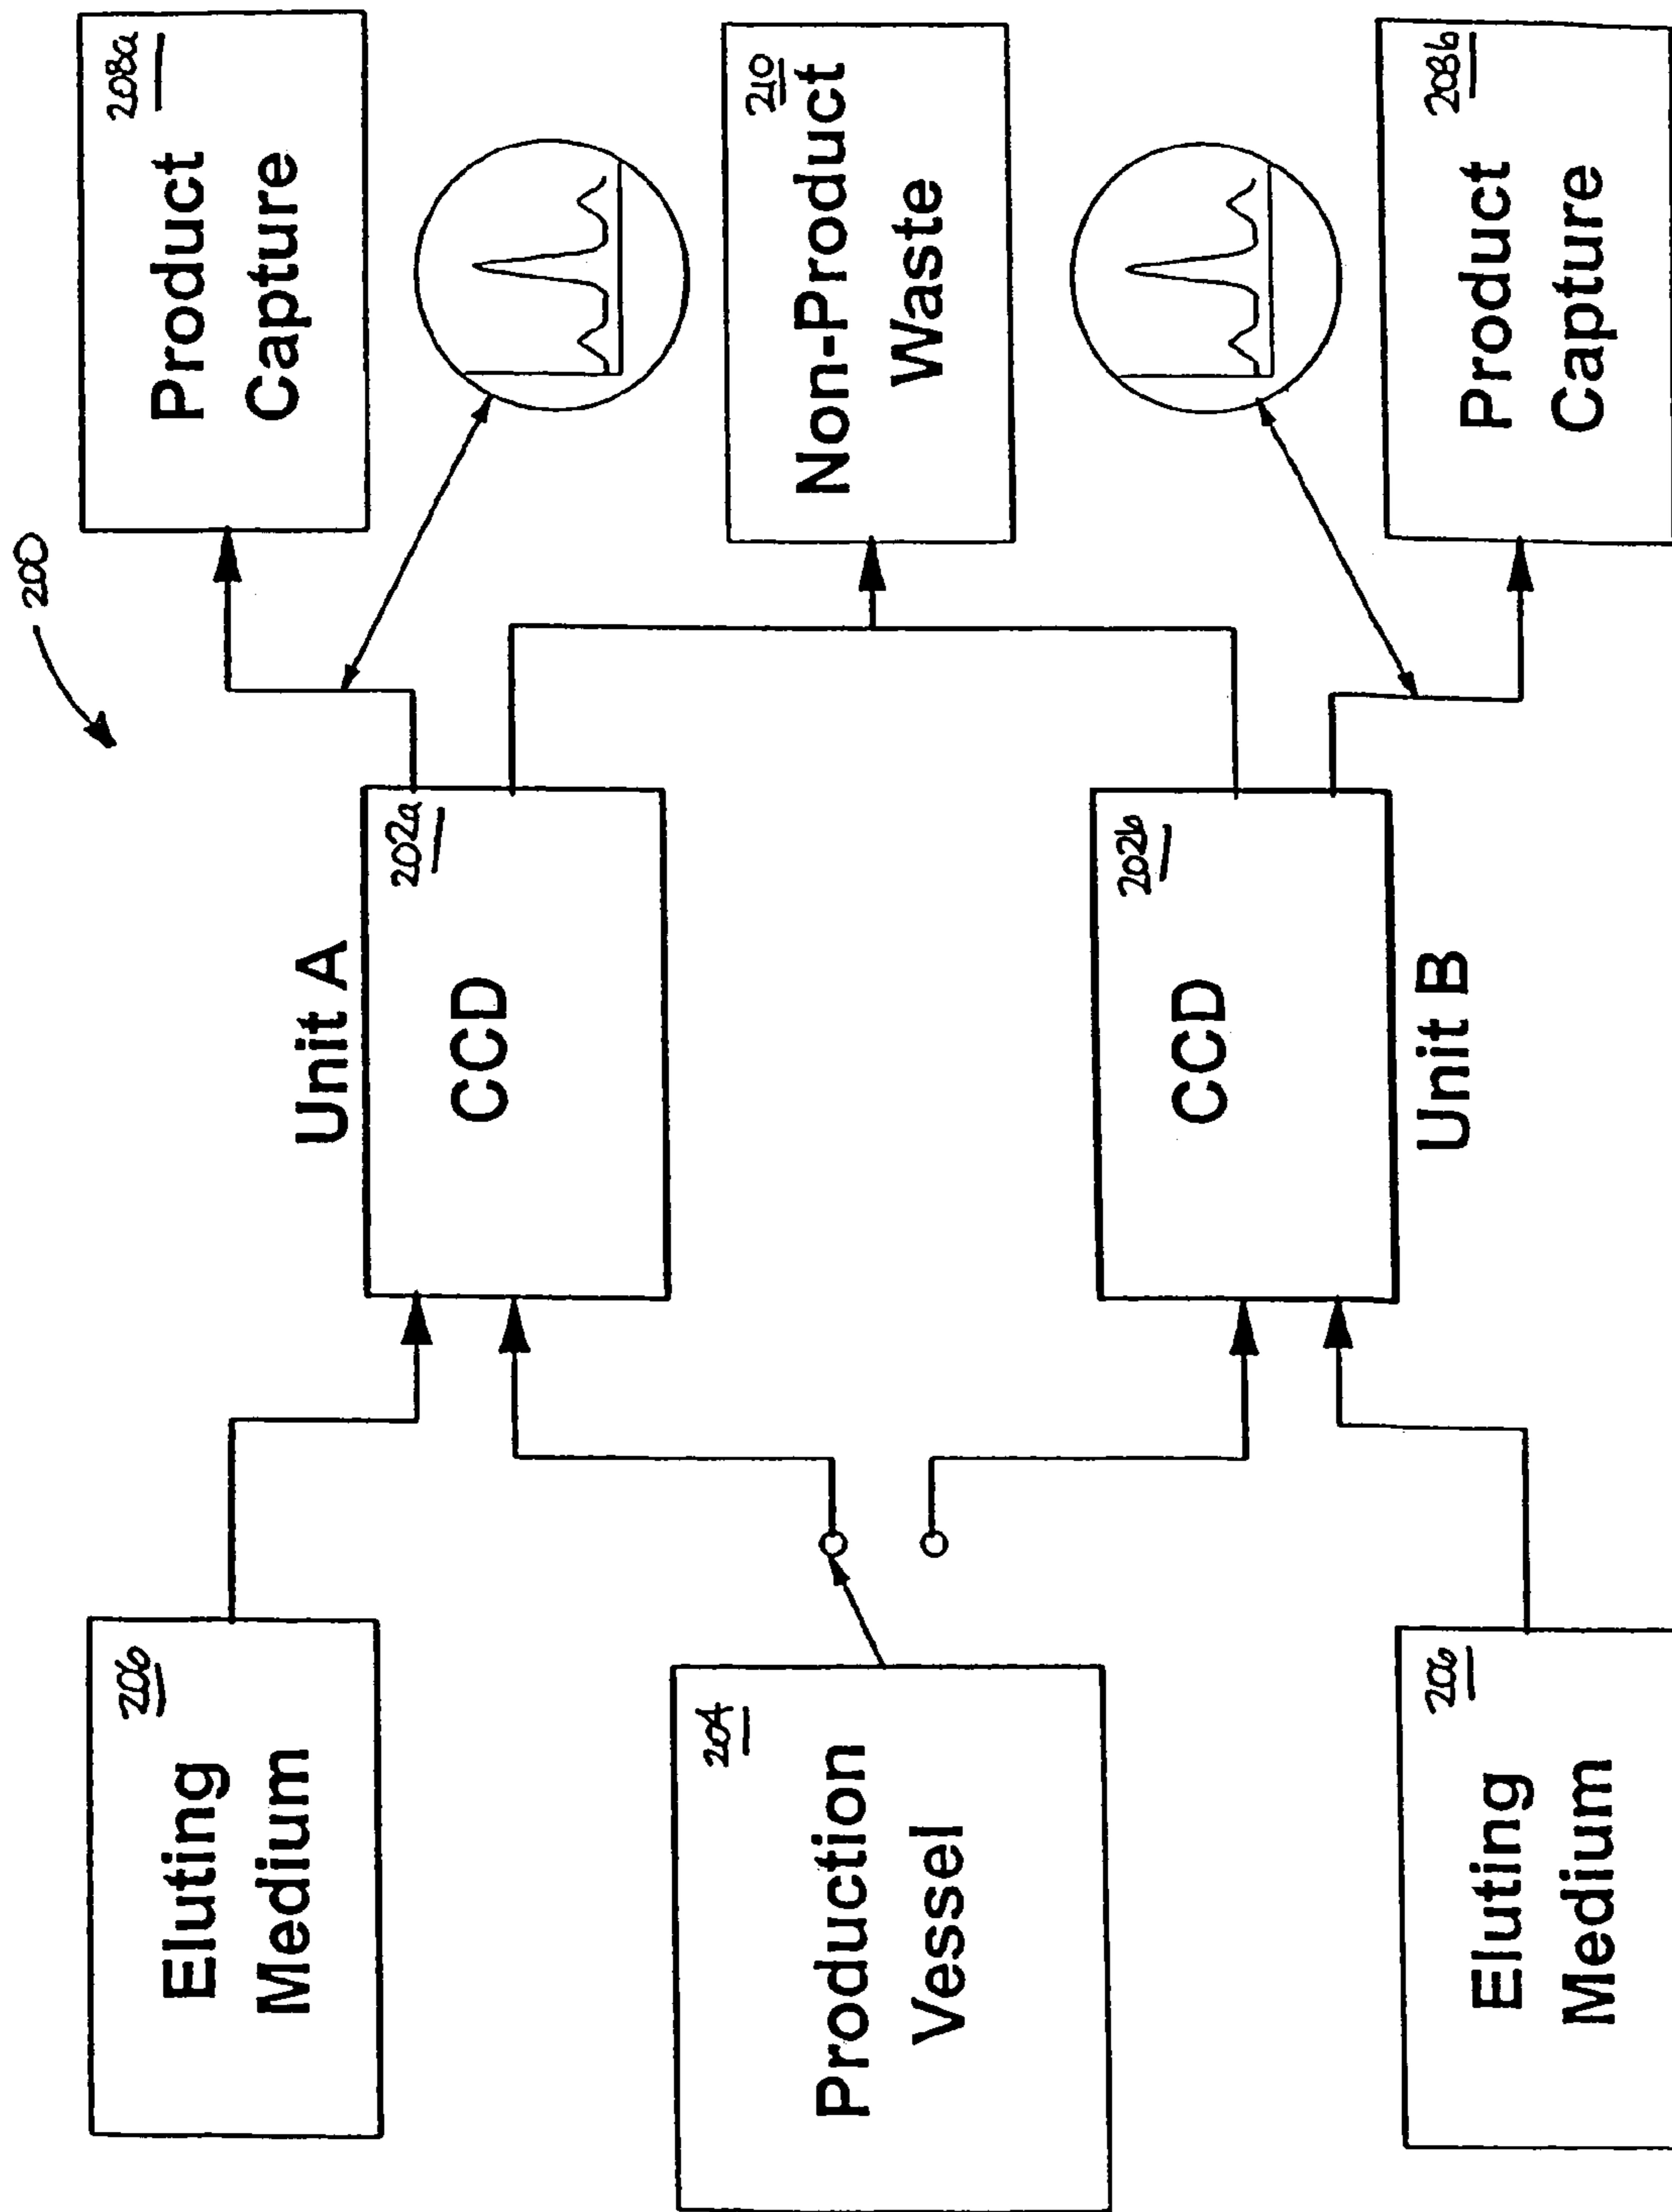 200
206
Eluting
Medium
204
Production
Vessel
206
Eluting
Medium
Unit A
202a
CCD
202b
CCD
Unit B
208a
Product
Capture
210
Non-Product
Waste
208b
Product
Capture